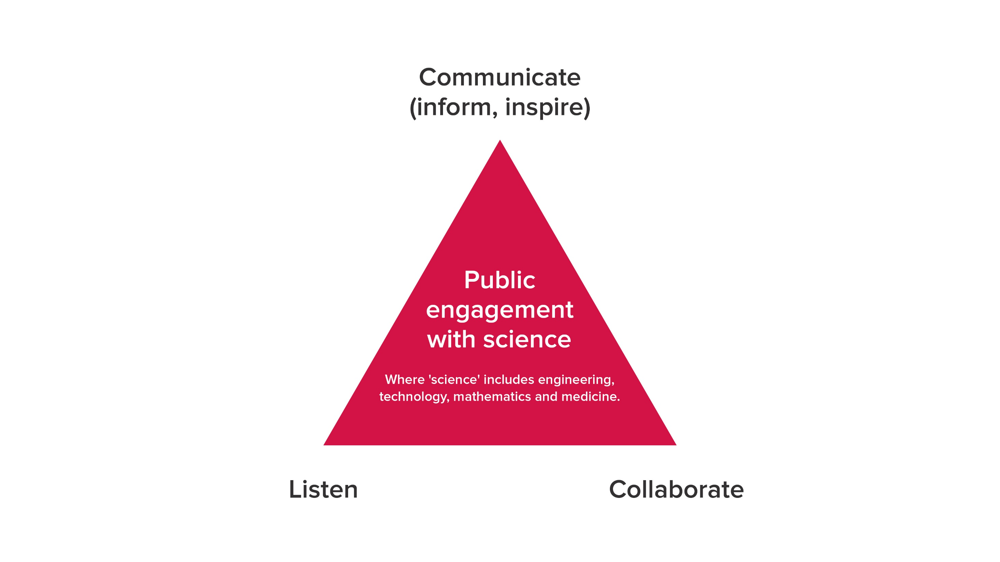 Communicate
(inform, inspire)
Public
engagement
with science
Where 'science' includes engineering,
technology, mathematics and medicine.
Listen
Collaborate